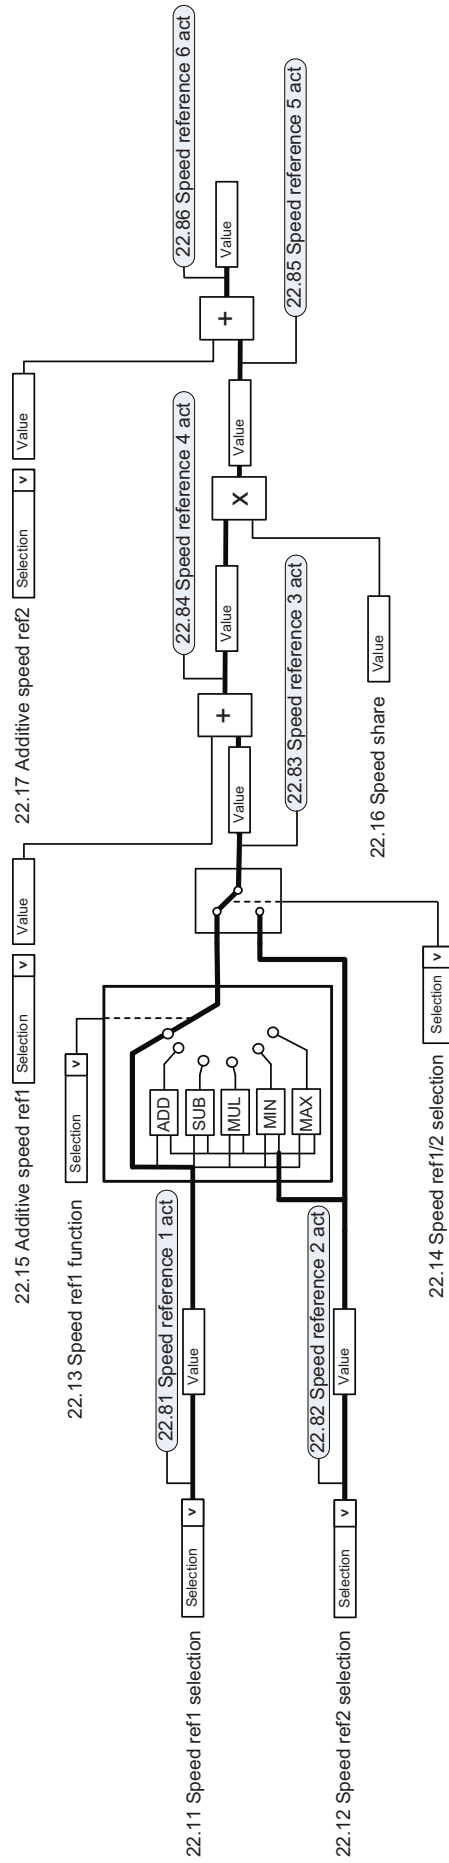 22.15 Additive speed ref1
Selection
v
Value
22.17 Additive speed ref2
Selection
v
Value
22.13 Speed ref1 function
Selection
v
22.81 Speed reference 1 act
22.84 Speed reference 4 act
22.86 Speed reference 6 act
22.11 Speed ref1 selection
Selection
v
Value
ADD
SUB
MUL
MIN
MAX
Value
+
Value
X
Value
+
Value
22.83 Speed reference 3 act
22.85 Speed reference 5 act
22.82 Speed reference 2 act
22.12 Speed ref2 selection
Selection
v
Value
Value
22.16 Speed share
Selection
v
22.14 Speed ref1/2 selection